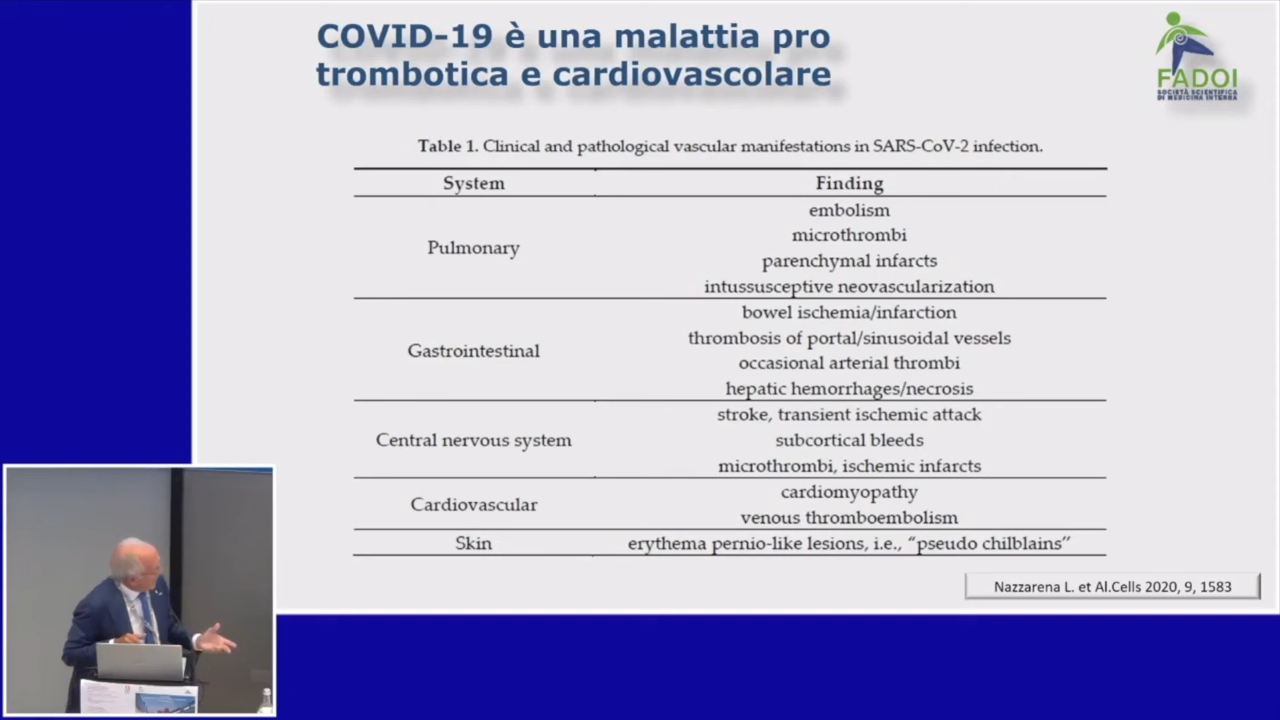 COVID-19 è una malattia pro
trombotica e cardiovascolare
FADOI
SOCIETÀ SCIENTIFICA
DI MEDICINA INTERNA
Table 1. Clinical and pathological vascular manifestations in SARS-CoV-2 infection.
System Finding
Pulmonary
embolism
microthrombi
parenchymal infarcts
intussusceptive neovascularization
Gastrointestinal
bowel ischemia/infarction
thrombosis of portal/sinusoidal vessels
occasional arterial thrombi
hepatic hemorrhages/necrosis
Central nervous system
stroke, transient ischemic attack
subcortical bleeds
microthrombi, ischemic infarcts
Cardiovascular
cardiomyopathy
venous thromboembolism
Skin erythema pernio-like lesions, i.e., “pseudo chilblains”
Nazzarena L. et Al.Cells 2020, 9, 1583